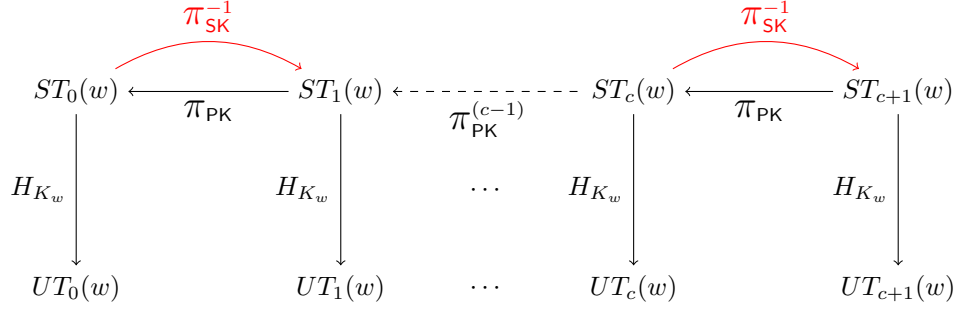 π_SK^{-1} π_SK^{-1}
ST_0(w) ST_1(w) ST_c(w) ST_{c+1}(w)
π_PK π_PK^{(c−1)} π_PK
H_{K_w} H_{K_w} ⋯ H_{K_w} H_{K_w}
UT_0(w) UT_1(w) ⋯ UT_c(w) UT_{c+1}(w)